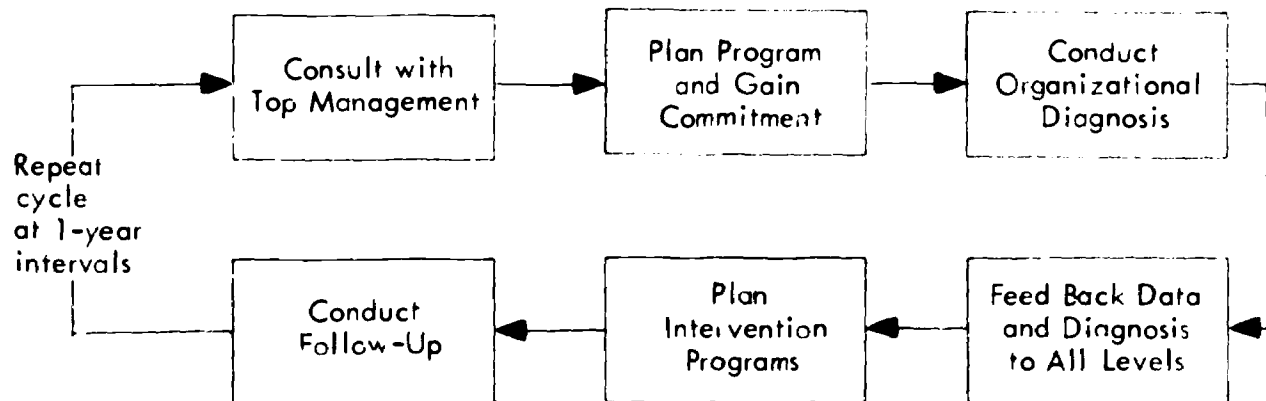 Consult with
Top Management
Plan Program
and Gain
Commitment
Conduct
Organizational
Diagnosis
Feed Back Data
and Diagnosis
to All Levels
Plan
Intervention
Programs
Conduct
Follow-Up
Repeat
cycle
at 1-year
intervals